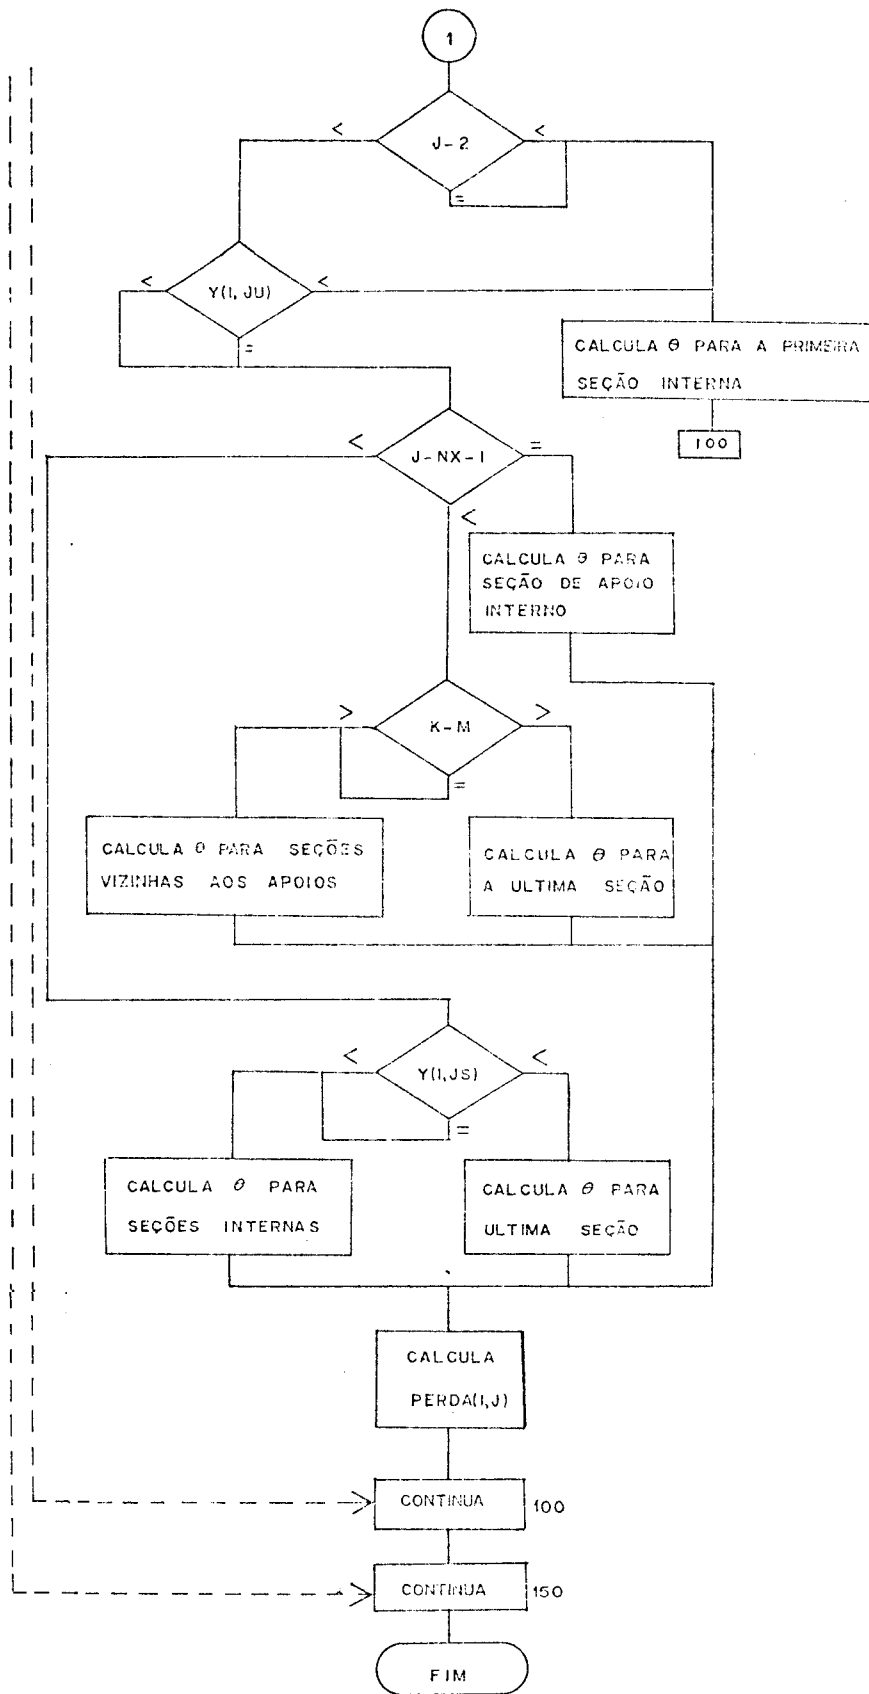 1
<
J-2
<
=
<
Y(I,JU)
<
=
CALCULA θ PARA A PRIMEIRA
SEÇÃO INTERNA
100
<
J-NX-I
=
<
CALCULA θ PARA
SEÇÃO DE APOIO
INTERNO
>
K-M
>
=
CALCULA θ PARA SEÇÕES
VIZINHAS AOS APOIOS
CALCULA θ PARA
A ULTIMA SEÇÃO
<
Y(I,JS)
<
=
CALCULA θ PARA
SEÇÕES INTERNAS
CALCULA θ PARA
ULTIMA SEÇÃO
CALCULA
PERDA(I,J)
CONTINUA
100
CONTINUA
150
FIM